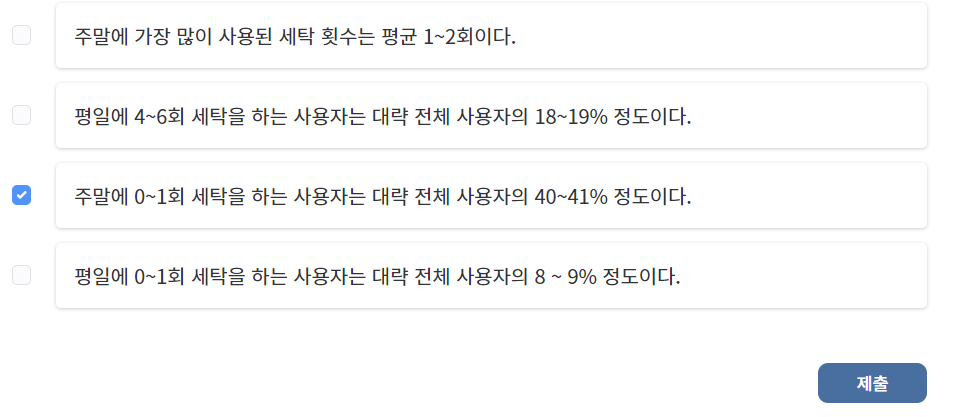 주말에 가장 많이 사용된 세탁 횟수는 평균 1~2회이다.
평일에 4~6회 세탁을 하는 사용자는 대략 전체 사용자의 18~19% 정도이다.
주말에 0~1회 세탁을 하는 사용자는 대략 전체 사용자의 40~41% 정도이다.
평일에 0~1회 세탁을 하는 사용자는 대략 전체 사용자의 8 ~ 9% 정도이다.
제출